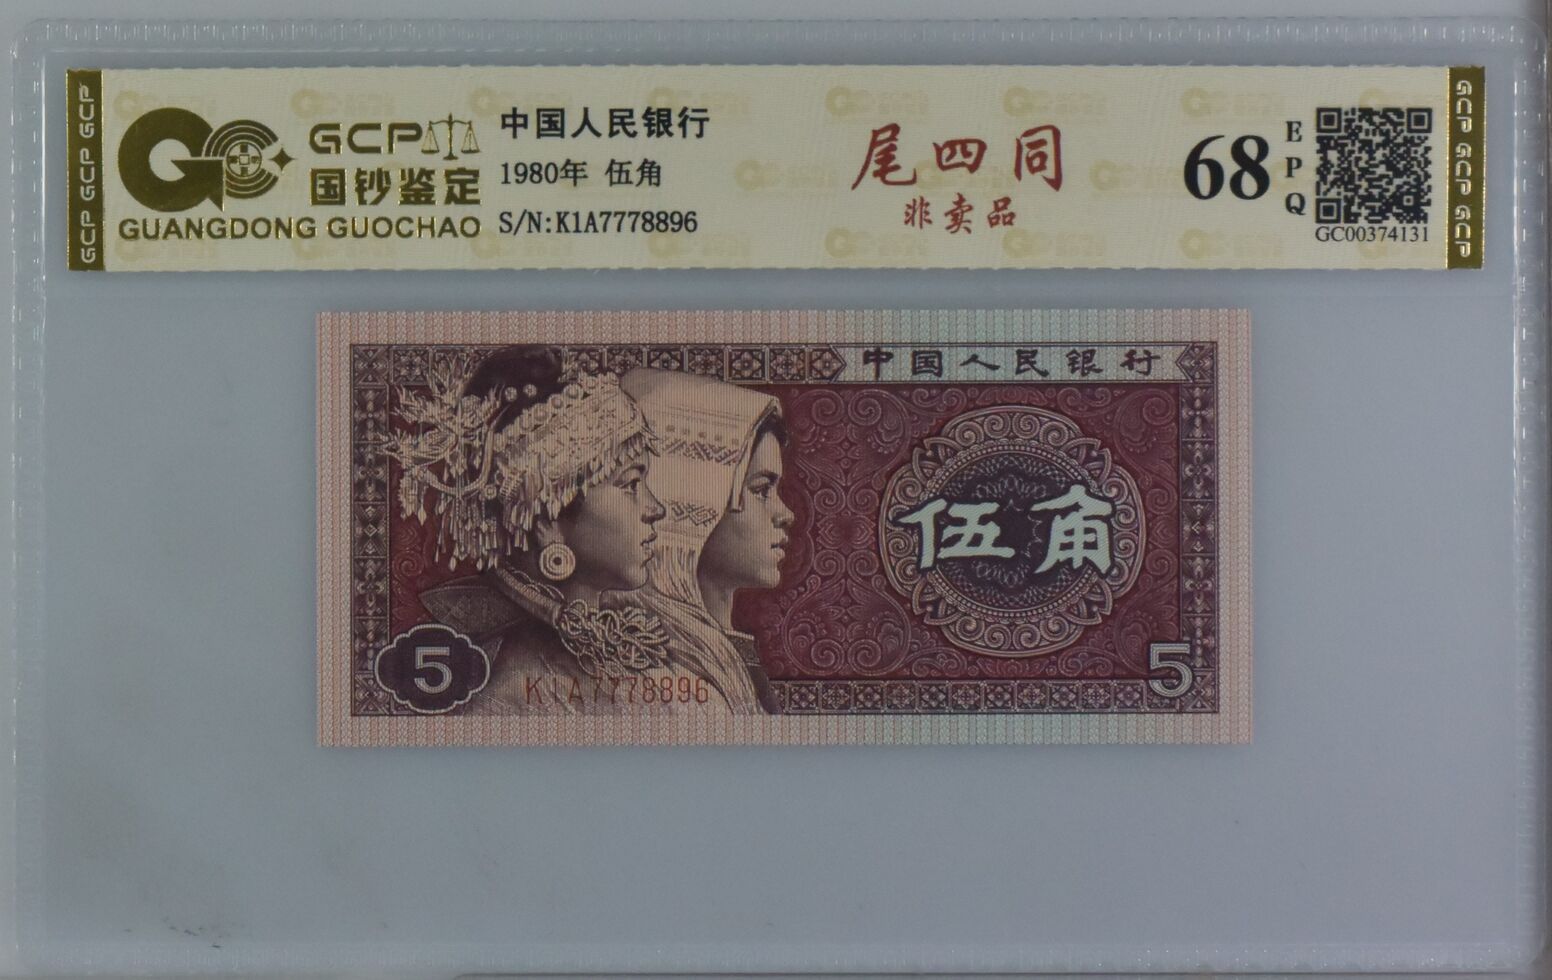 GCP GCP GCP
GCP
国钞鉴定
GUANGDONG GUOCHAO
中国人民银行
1980年 伍角
S/N:K1A7778896
尾四同
非卖品
68
EPQ
GC00374131
GCP GCP GCP
中国人民银行
伍角
5
K1A7778896
5